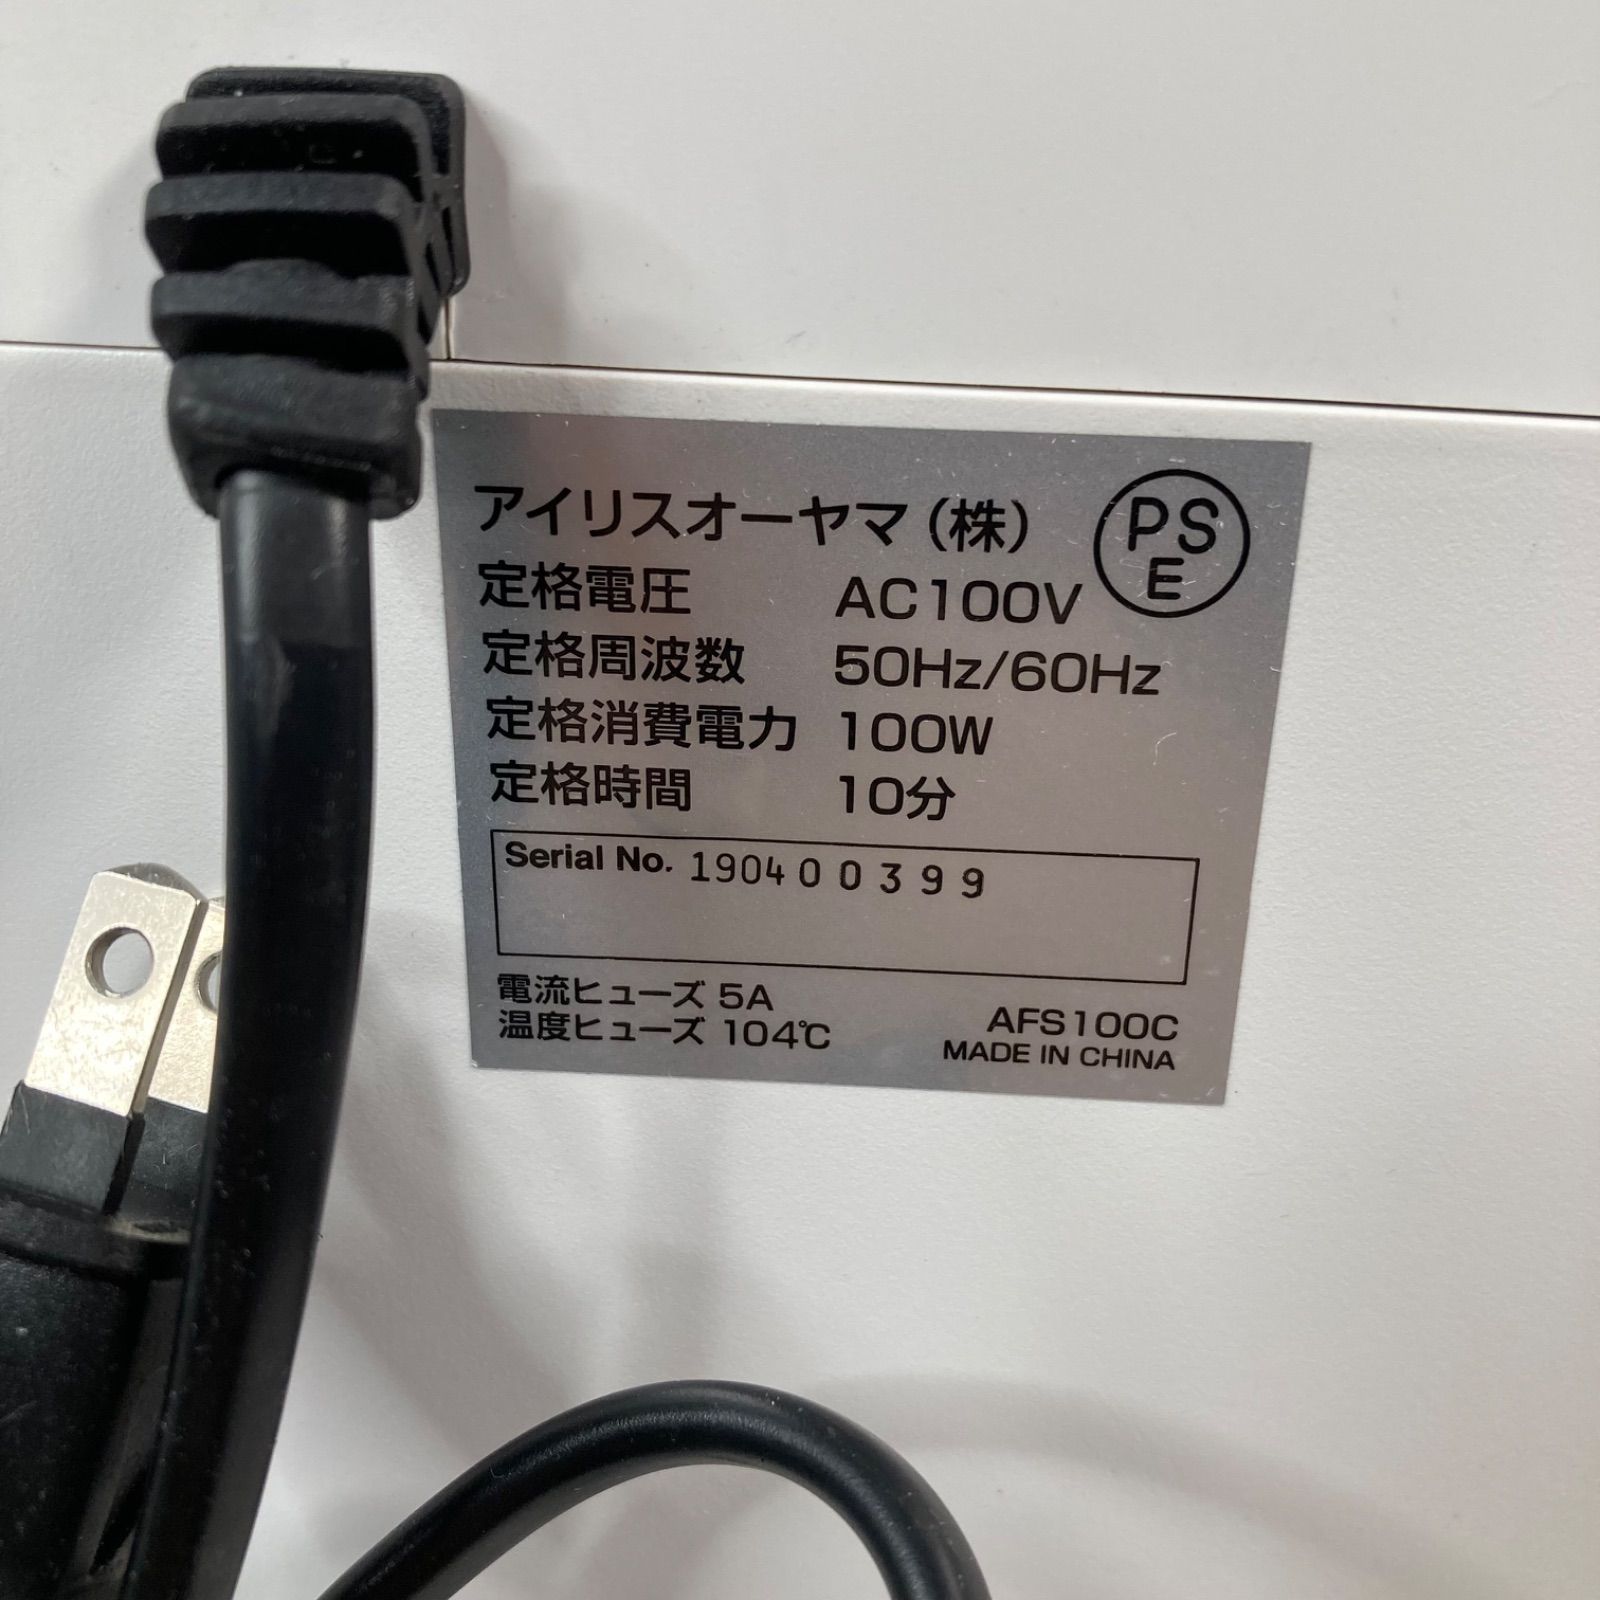 アイリスオーヤマ（株）
PS
E
定格電圧 AC100V
定格周波数 50Hz/60Hz
定格消費電力 100W
定格時間 10分
Serial No. 190400399
電流ヒューズ 5A
温度ヒューズ 104℃
AFS100C
MADE IN CHINA